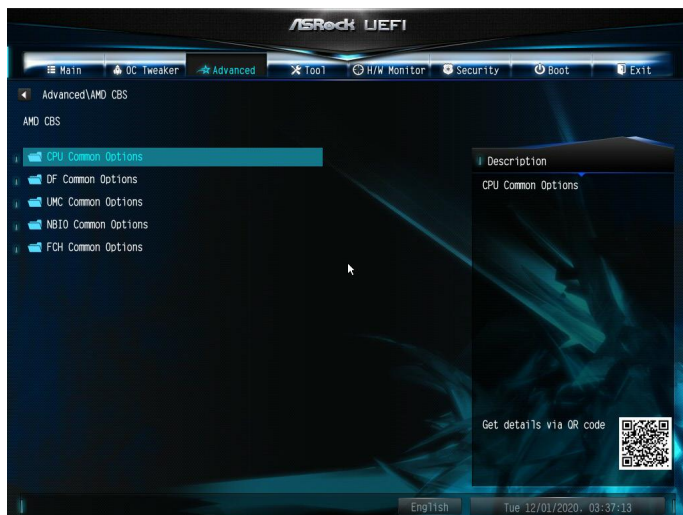 ASRock UEFI
Main OC Tweaker Advanced Tool H/W Monitor Security Boot Exit
Advanced\AMD CBS
AMD CBS
CPU Common Options
DF Common Options
UMC Common Options
NBIO Common Options
FCH Common Options
Description
CPU Common Options
Get details via QR code
English Tue 12/01/2020. 03:37:13